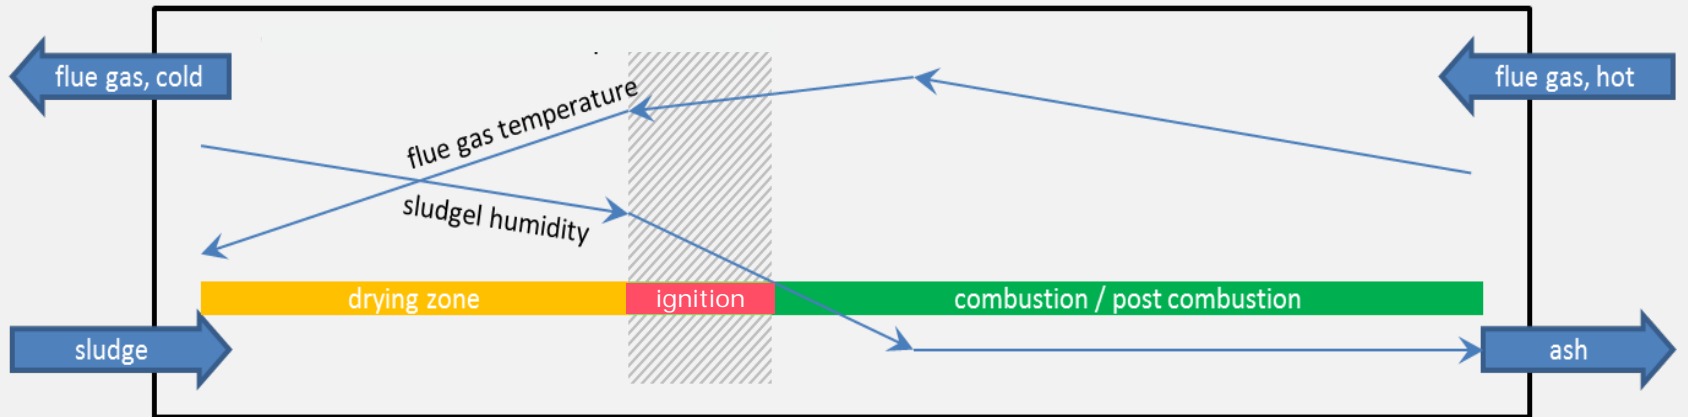 flue gas, cold
flue gas, hot
flue gas temperature
sludgel humidity
drying zone
ignition
combustion / post combustion
sludge
ash